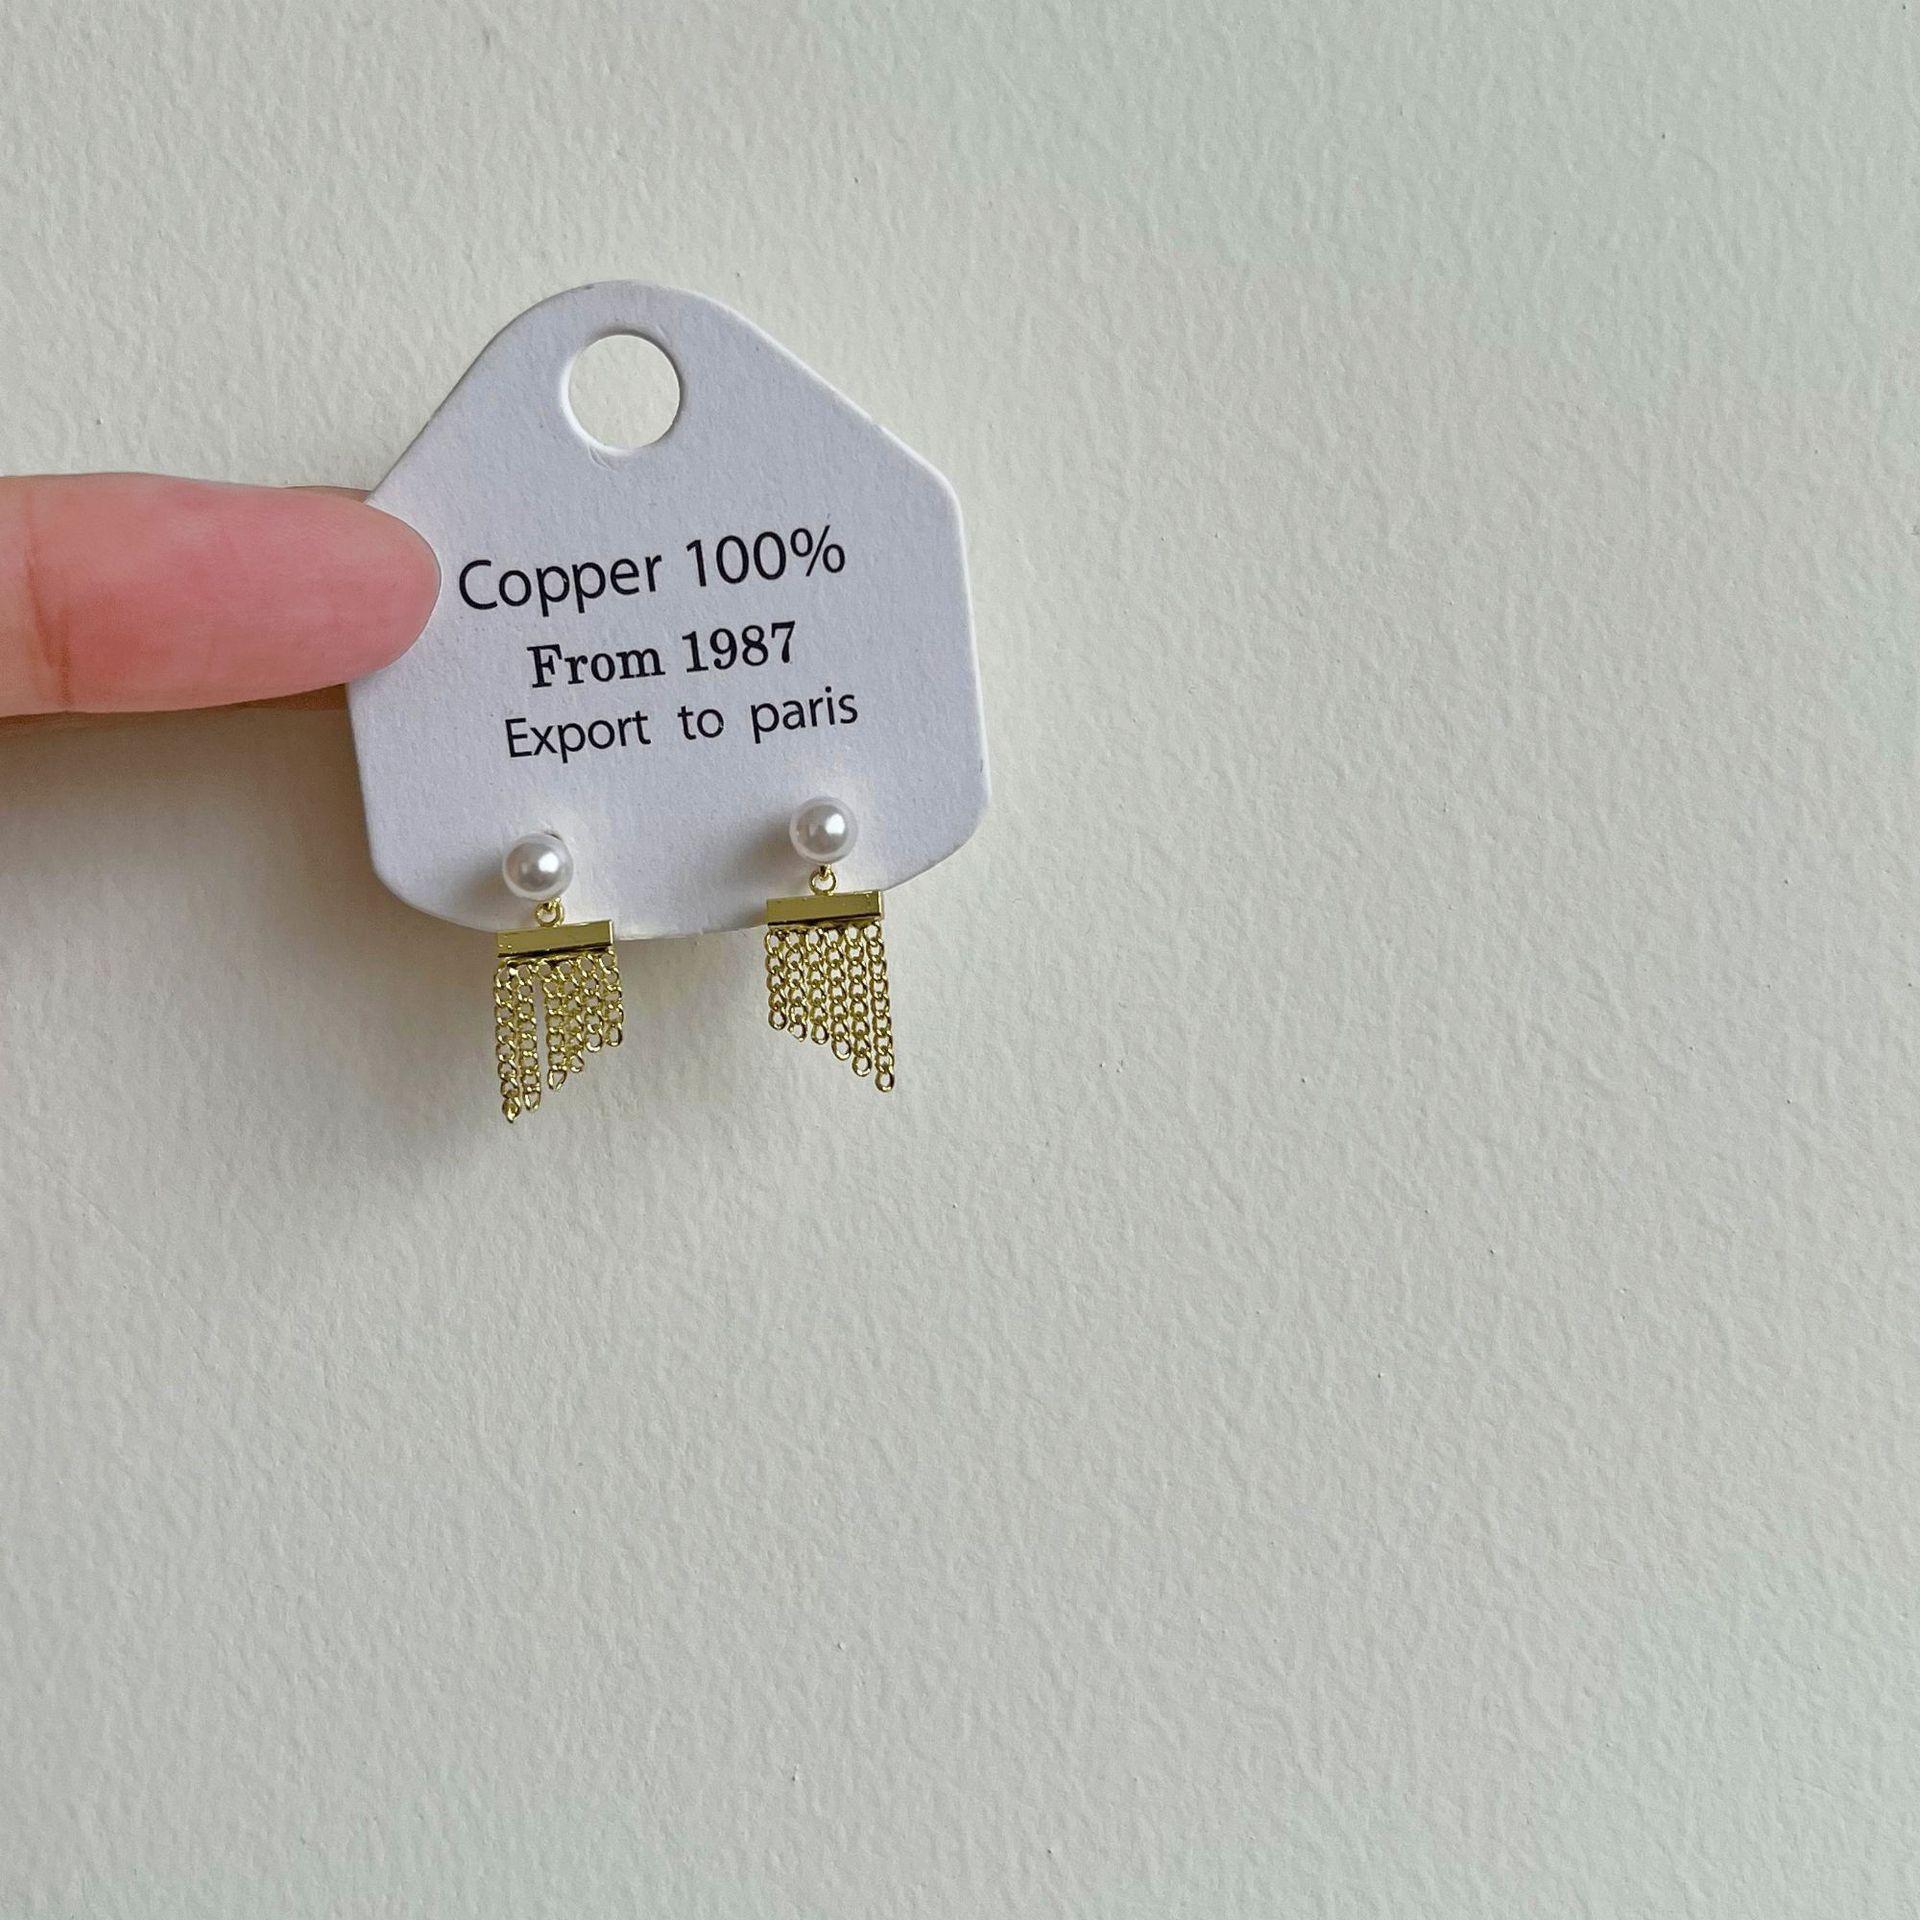 Copper 100%
From 1987
Export to paris